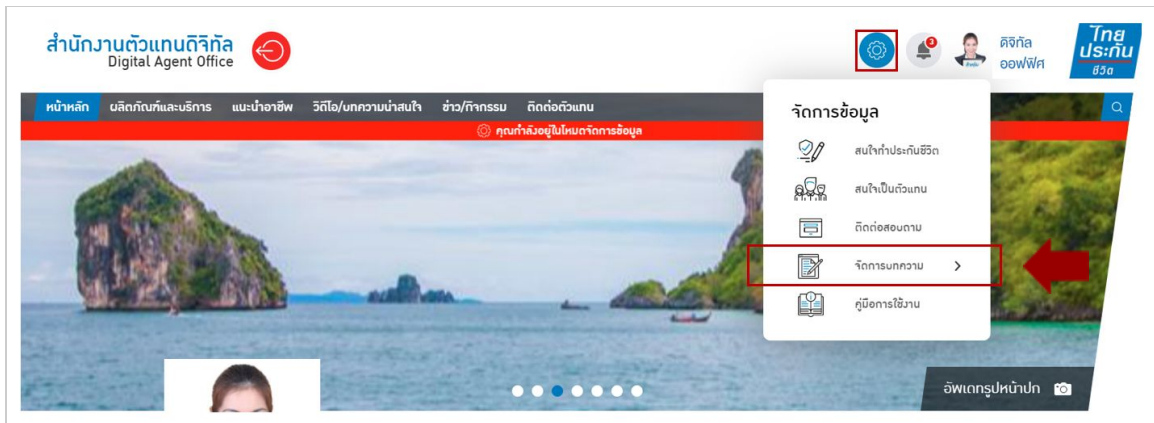 สำนักงานตัวแทนดิจิทัล
Digital Agent Office
3
ดิจิทัล
ออฟฟิศ
ไทย
ประกัน
ชีวิต
หน้าหลัก ผลิตภัณฑ์และบริการ แนะนำอาชีพ วิดีโอ/บทความน่าสนใจ ข่าว/กิจกรรม ติดต่อตัวแทน
คุณกำลังอยู่ในโหมดจัดการข้อมูล
จัดการข้อมูล
สนใจทำประกันชีวิต
สนใจเป็นตัวแทน
ติดต่อสอบถาม
จัดการบทความ
คู่มือการใช้งาน
อัพเดทรูปหน้าปก